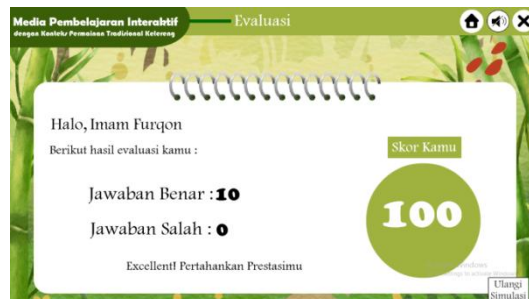 Media Pembelajaran Interaktif
dengan Konteks Permainan Tradisional Kelereng
Evaluasi
Halo, Imam Furqon
Berikut hasil evaluasi kamu :
Skor Kamu
Jawaban Benar : 10
100
Jawaban Salah : 0
Excellent! Pertahankan Prestasimu
Ulangi
Simulasi